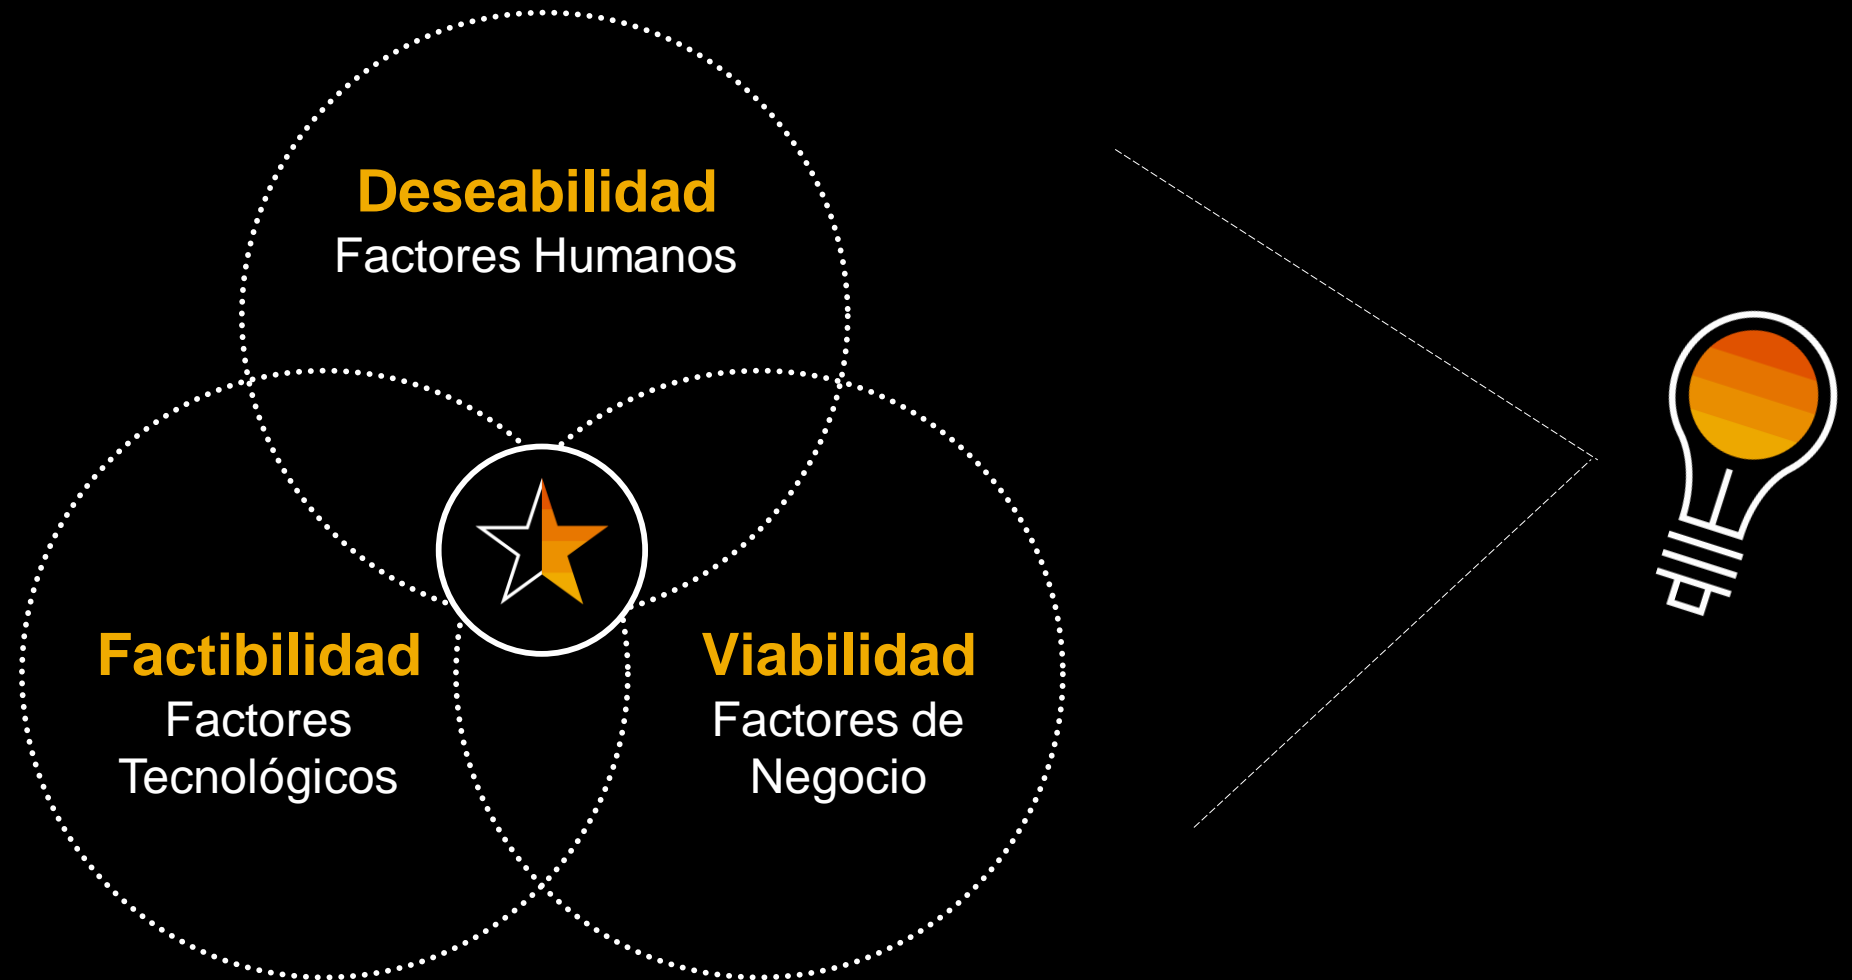 Deseabilidad
Factores Humanos
Factibilidad
Factores
Tecnológicos
Viabilidad
Factores de
Negocio